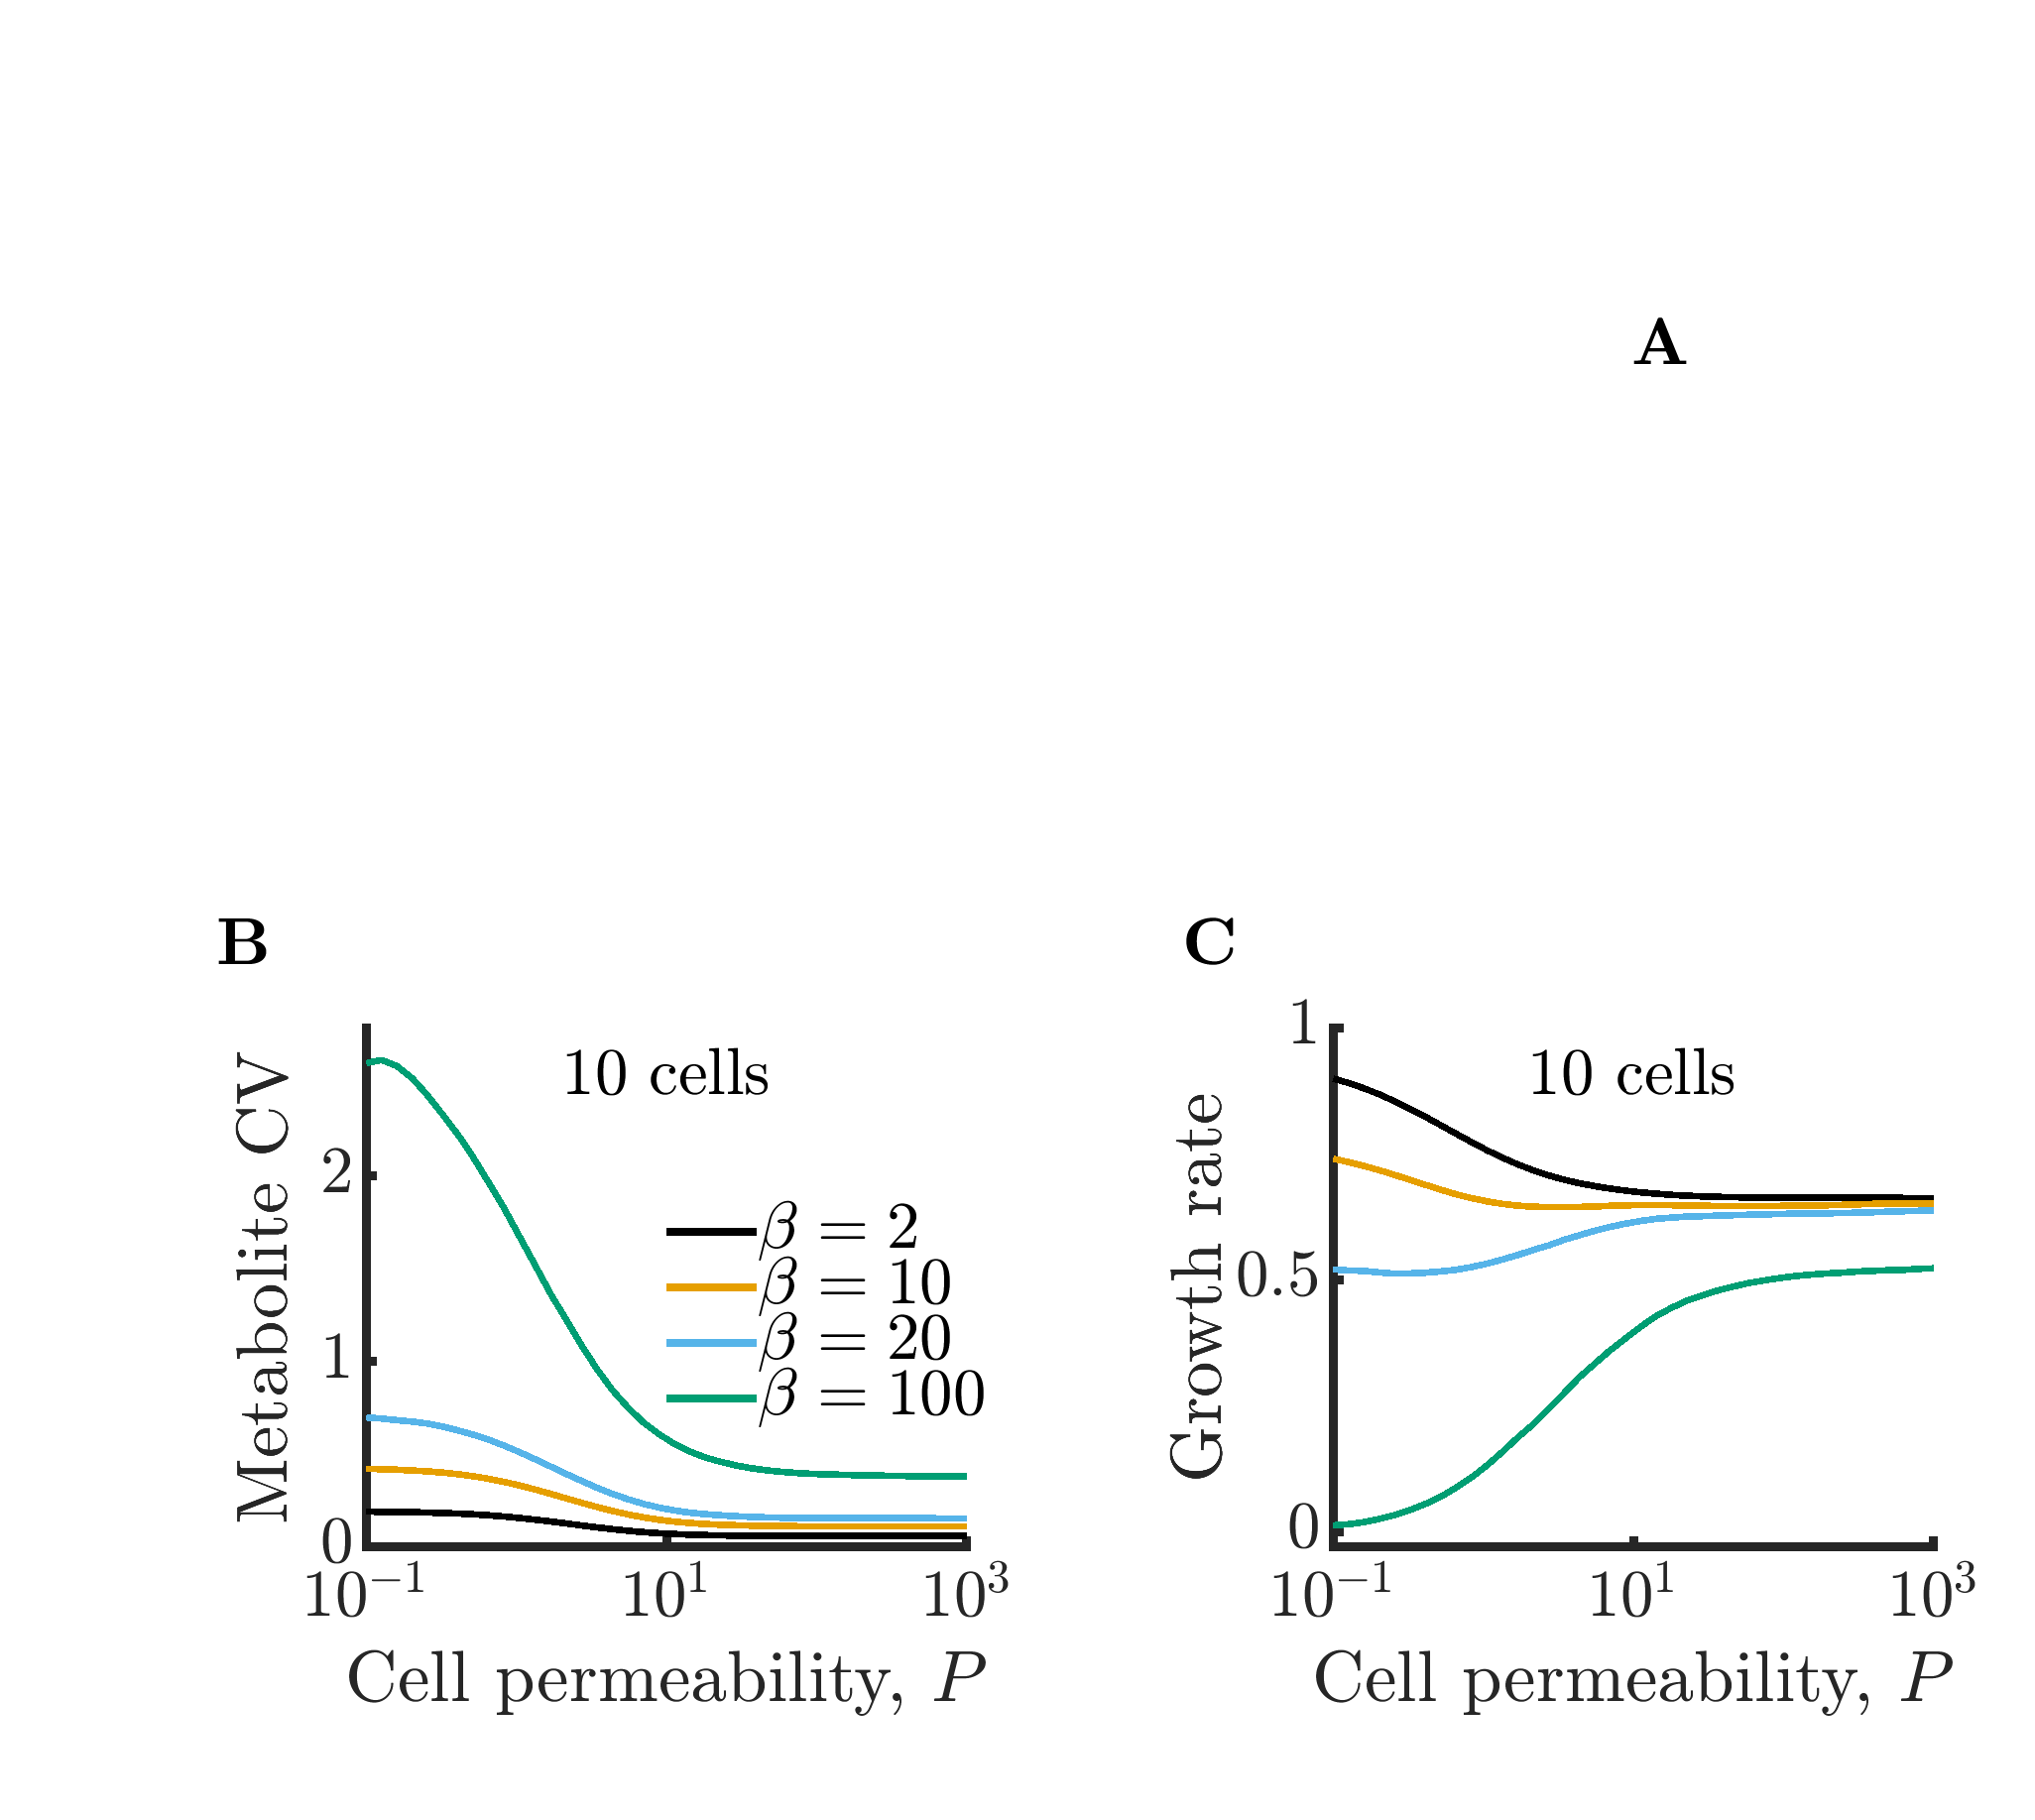 A
B
Metabolite CV
10 cells
2
1
0
β = 2
β = 10
β = 20
β = 100
10⁻¹ 10¹ 10³
Cell permeability, P
C
Growth rate
10 cells
1
0.5
0
10⁻¹ 10¹ 10³
Cell permeability, P